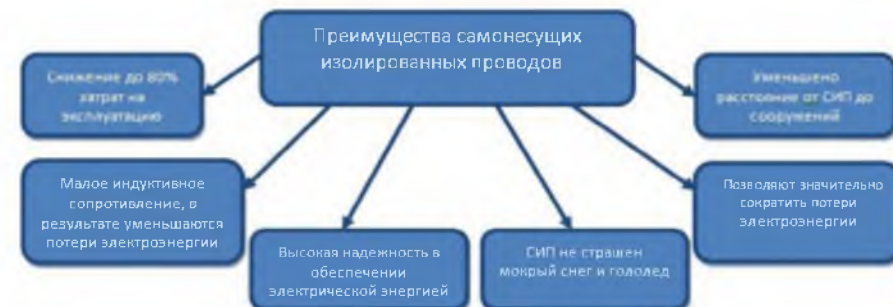 Преимущества самонесущих
изолированных проводов
Снижение до 80%
затрат на
эксплуатацию
Уменьшено
расстояние от СИП до
сооружений
Малое индуктивное
сопротивление, в
результате уменьшаются
потери электроэнергии
Позволяют значительно
сократить потери
электроэнергии
Высокая надежность в
обеспечении
электрической энергией
СИП не страшен
мокрый снег и гололед